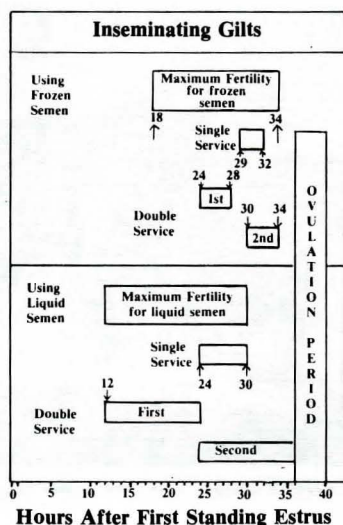 Inseminating Gilts
Using
Frozen
Semen
Maximum Fertility
for frozen
semen
18
34
Single
Service
29
32
24
28
1st
30
34
Double
Service
2nd
OVULATION PERIOD
Using
Liquid
Semen
Maximum Fertility
for liquid semen
Single
Service
24
30
12
Double
Service
First
Second
0 5 10 15 20 25 30 35 40
Hours After First Standing Estrus